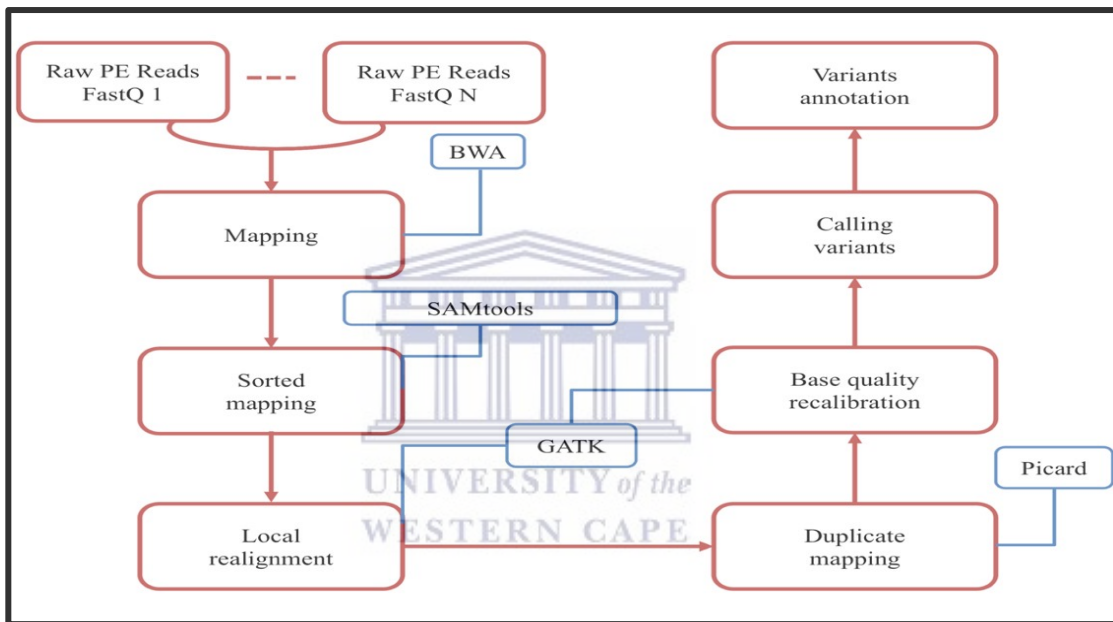 Raw PE Reads
FastQ 1
Raw PE Reads
FastQ N
BWA
Mapping
SAMtools
Sorted
mapping
GATK
Local
realignment
Variants
annotation
Calling
variants
Base quality
recalibration
Picard
Duplicate
mapping
UNIVERSITY of the
WESTERN CAPE